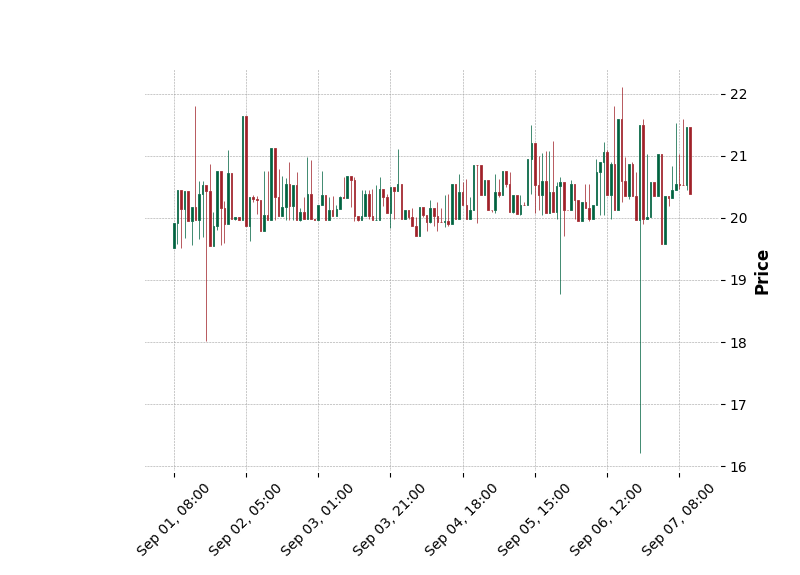 22
21
20
19
18
17
16
Price
Sep 01, 08:00
Sep 02, 05:00
Sep 03, 01:00
Sep 03, 21:00
Sep 04, 18:00
Sep 05, 15:00
Sep 06, 12:00
Sep 07, 08:00